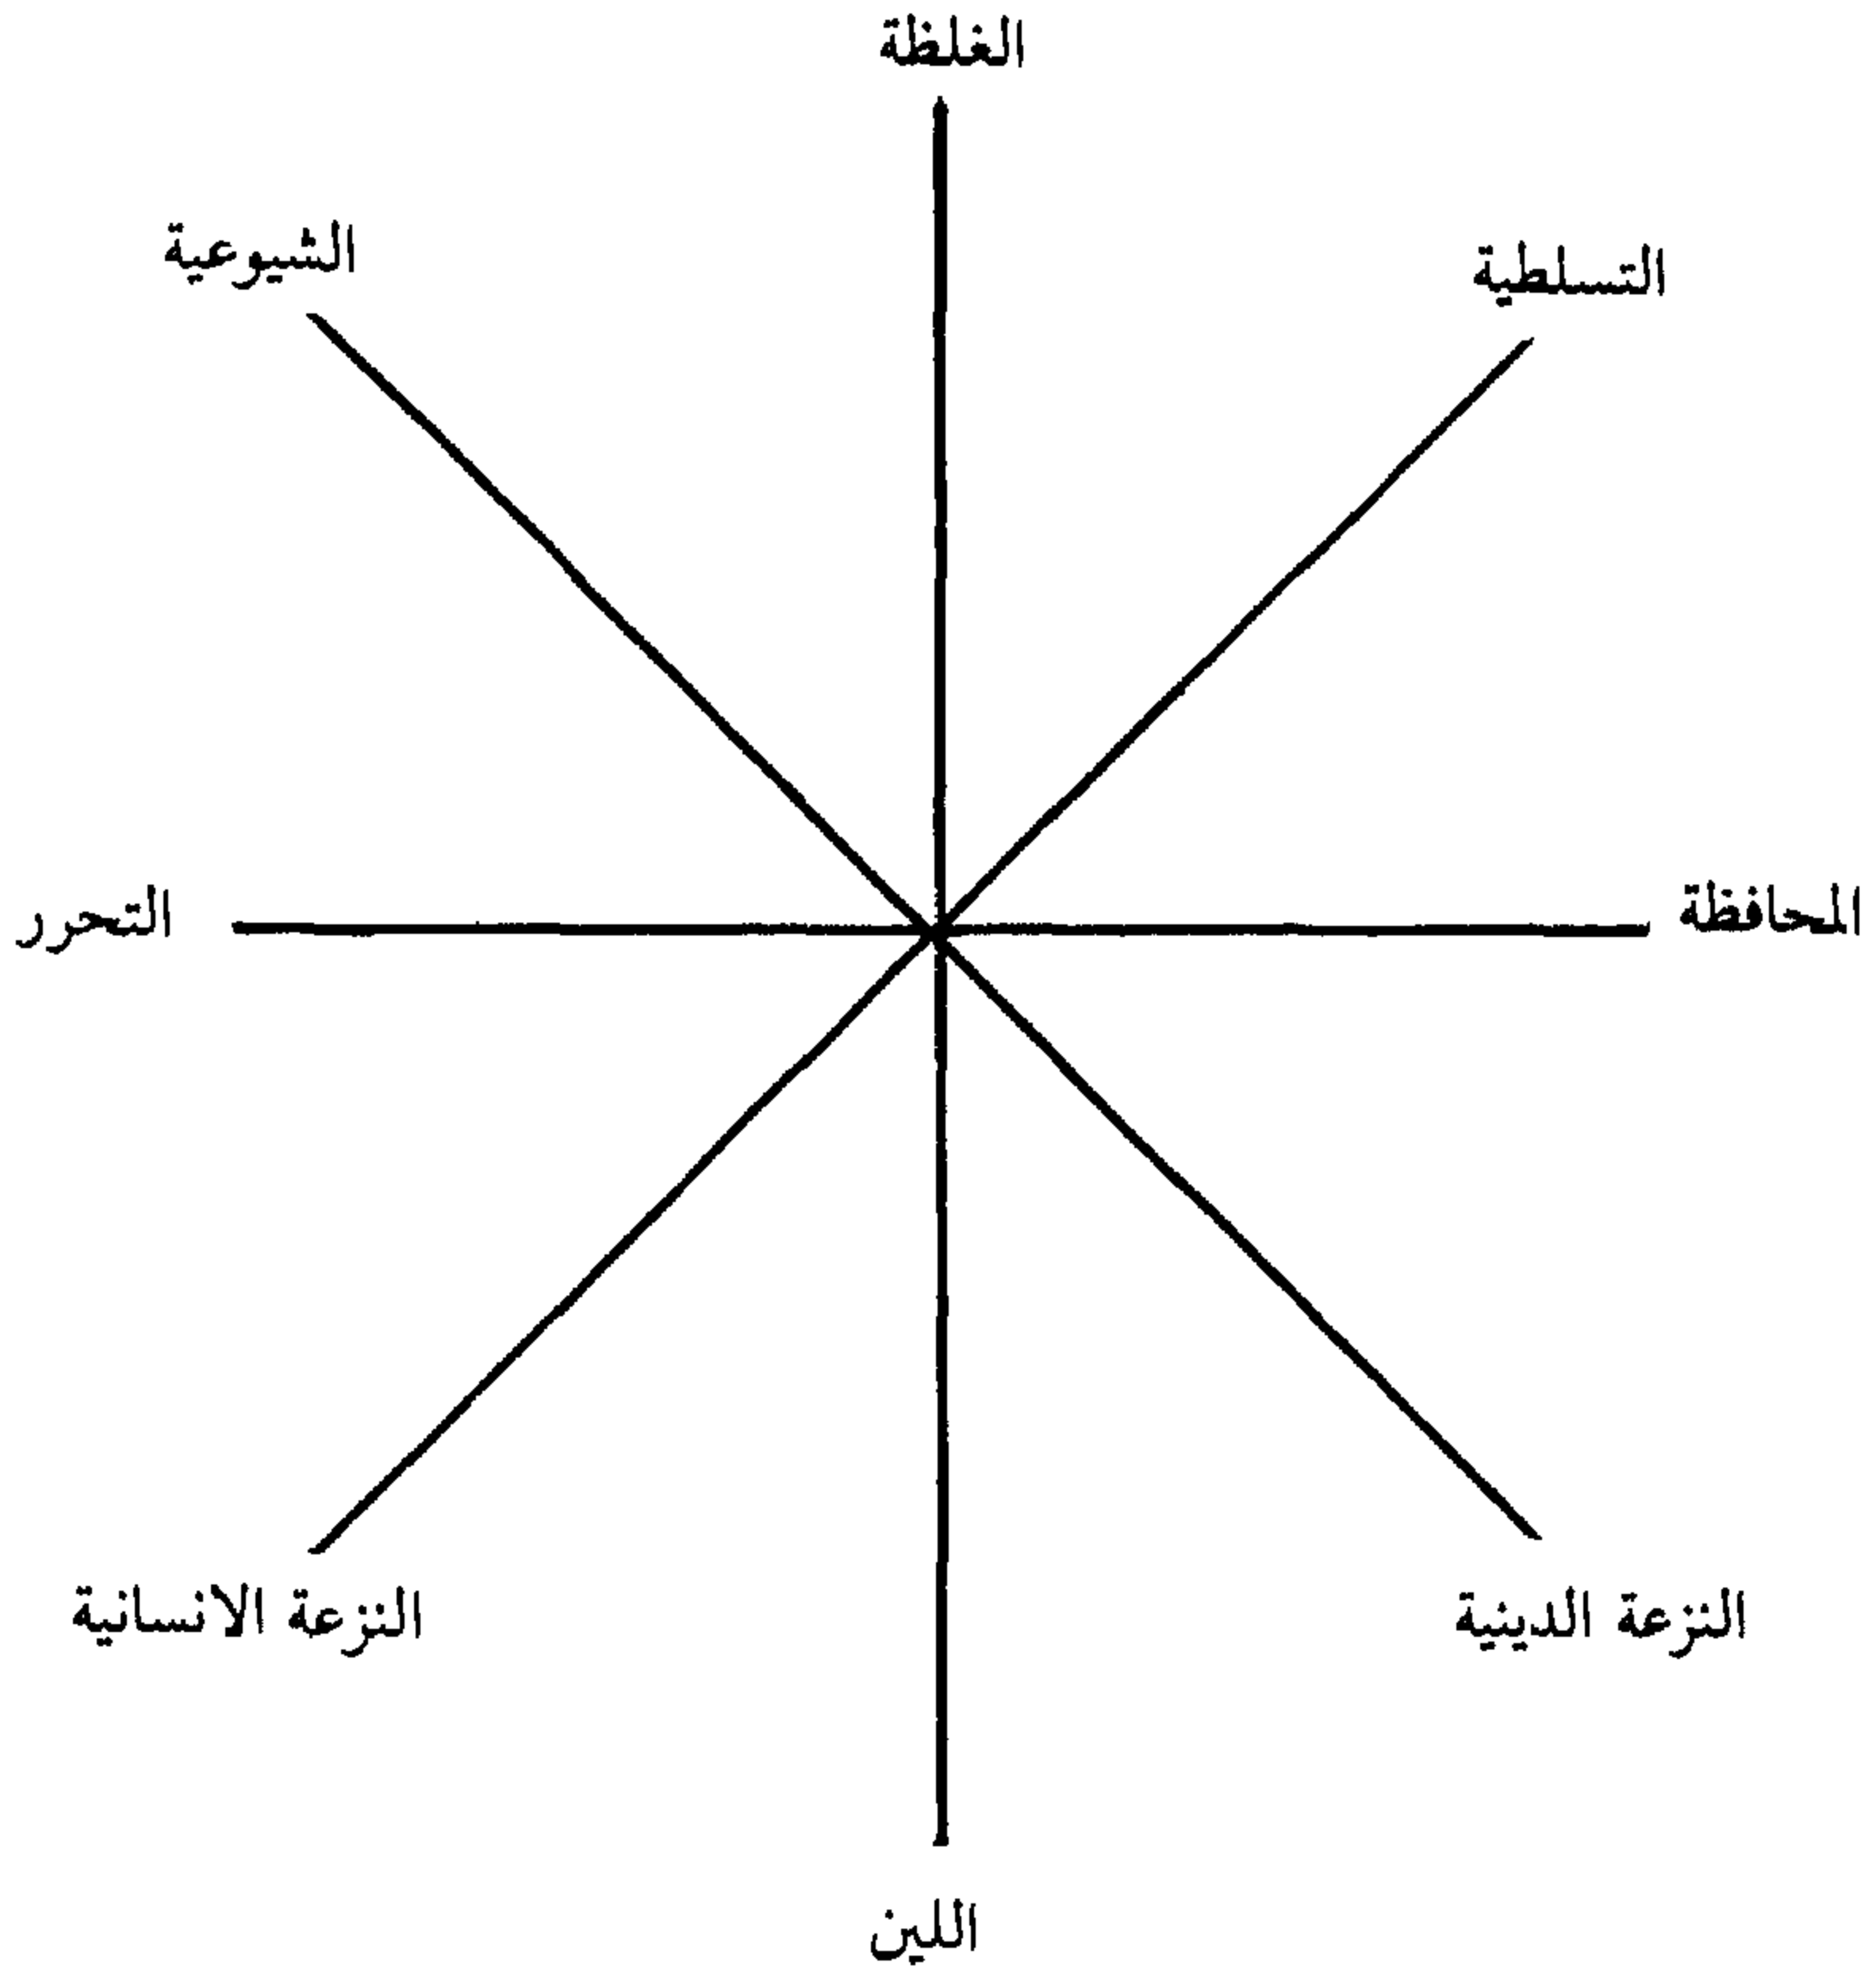 الغلظة
التسلطية
الشيوعية
المحافظة
التحرر
النزعة الدينية
النزعة الانسانية
اللين